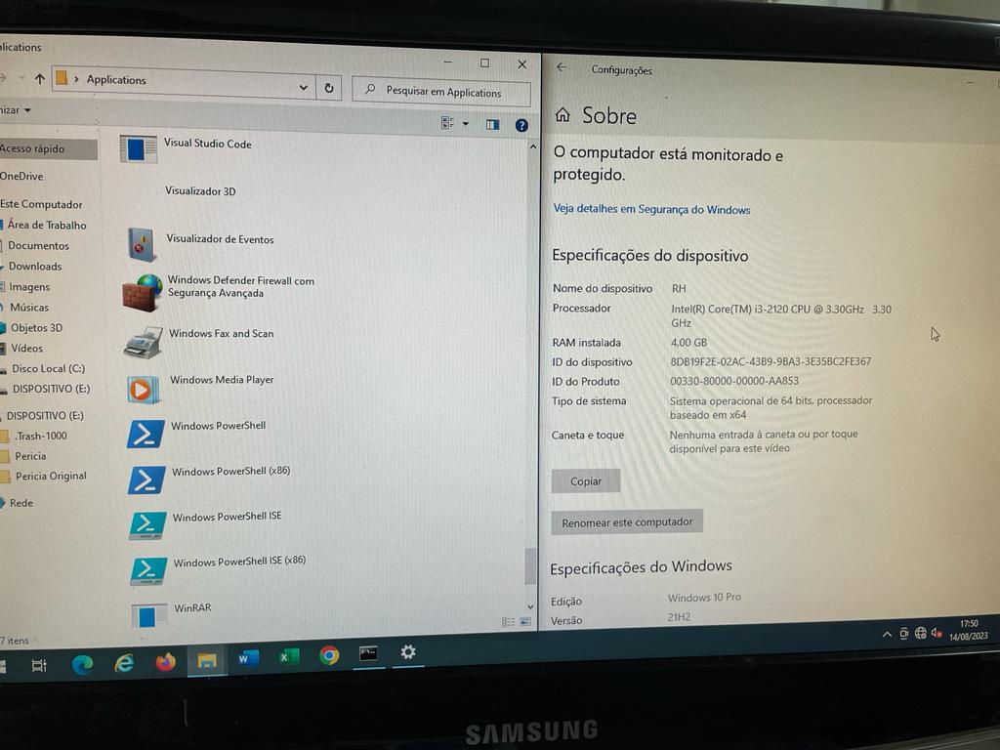 lications
Applications
Pesquisar em Applications
nizar
Acesso rápido
OneDrive
Este Computador
Área de Trabalho
Documentos
Downloads
Imagens
Músicas
Objetos 3D
Vídeos
Disco Local (C:)
DISPOSITIVO (E:)
DISPOSITIVO (E:)
.Trash-1000
Pericia
Pericia Original
Rede
7 itens
Visual Studio Code
Visualizador 3D
Visualizador de Eventos
Windows Defender Firewall com
Segurança Avançada
Windows Fax and Scan
Windows Media Player
Windows PowerShell
Windows PowerShell (x86)
Windows PowerShell ISE
Windows PowerShell ISE (x86)
WinRAR
Configurações
Sobre
O computador está monitorado e
protegido.
Veja detalhes em Segurança do Windows
Especificações do dispositivo
Nome do dispositivo RH
Processador Intel(R) Core(TM) i3-2120 CPU @ 3.30GHz 3.30
GHz
RAM instalada 4,00 GB
ID do dispositivo 8DB19F2E-02AC-43B9-9BA3-3E35BC2FE367
ID do Produto 00330-80000-00000-AA853
Tipo de sistema Sistema operacional de 64 bits, processador
baseado em x64
Caneta e toque Nenhuma entrada à caneta ou por toque
disponível para este vídeo
Copiar
Renomear este computador
Especificações do Windows
Edição Windows 10 Pro
Versão 21H2
17:50
14/08/2023
SAMSUNG